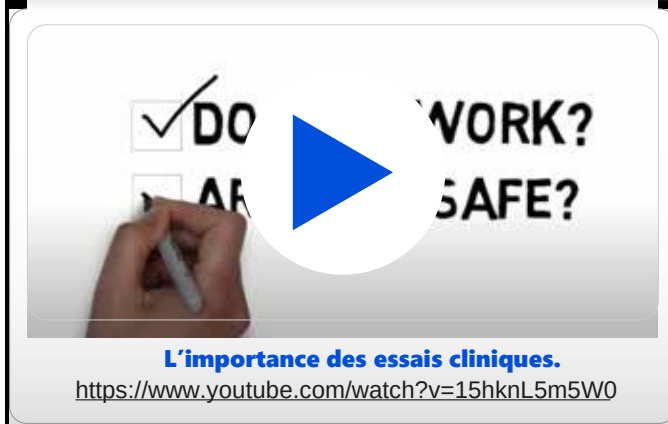 DO WORK?
AR SAFE?
L'importance des essais cliniques.
https://www.youtube.com/watch?v=15hknL5m5W0